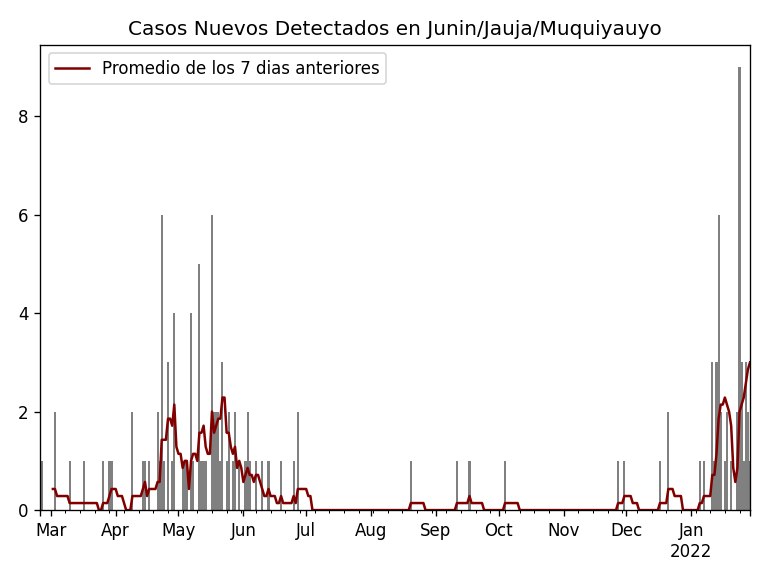 Casos Nuevos Detectados en Junin/Jauja/Muquiyauyo
Promedio de los 7 dias anteriores
8
6
4
2
0
Mar Apr May Jun Jul Aug Sep Oct Nov Dec Jan
2022